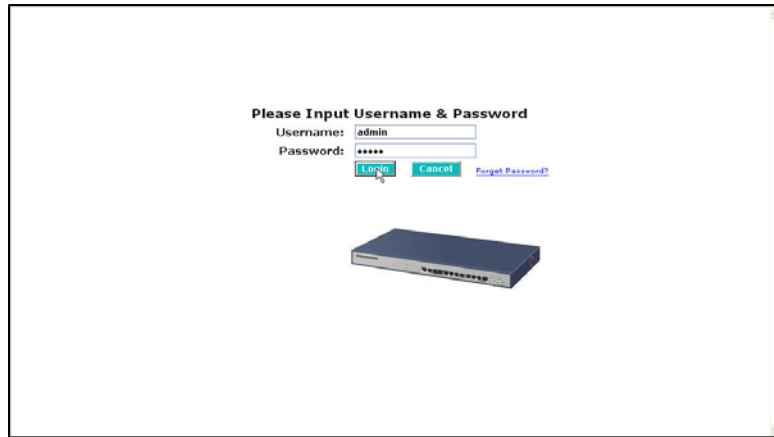 Please Input Username & Password
Username: admin
Password: •••••
Login Cancel Forget Password?